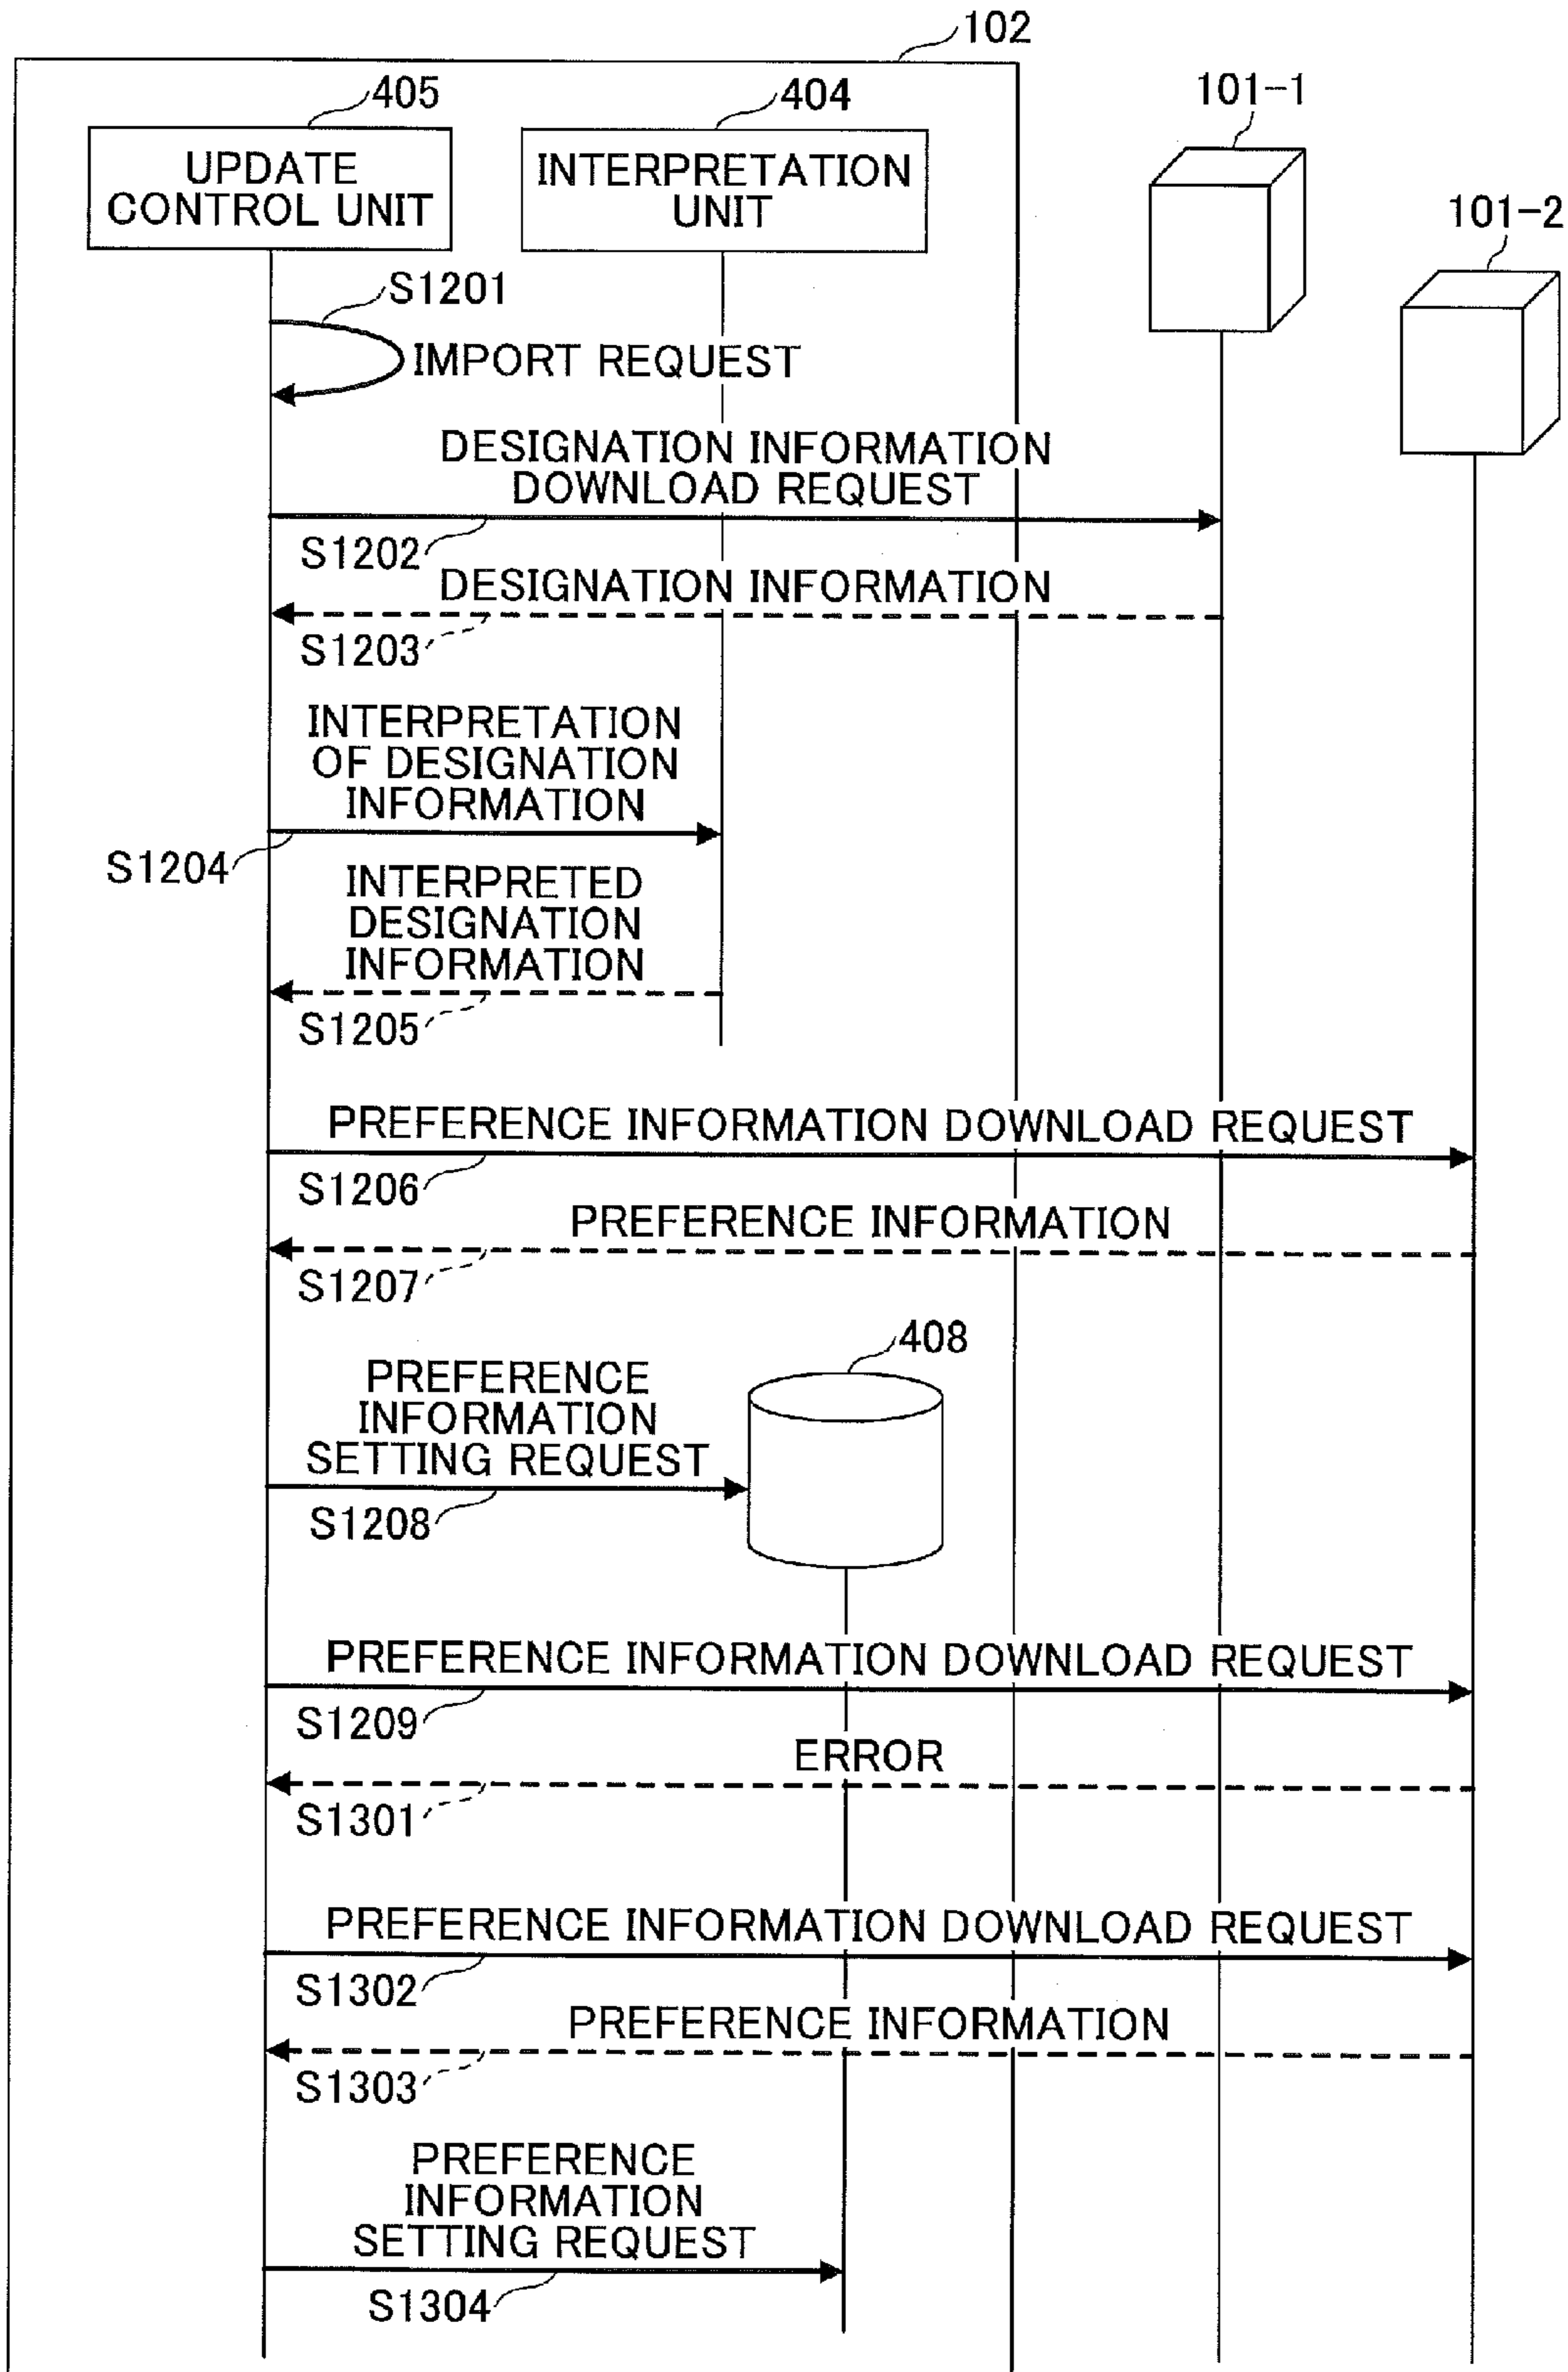 102
405
404
101-1
UPDATE
CONTROL UNIT
INTERPRETATION
UNIT
101-2
S1201
IMPORT REQUEST
DESIGNATION INFORMATION
DOWNLOAD REQUEST
S1202
DESIGNATION INFORMATION
S1203
INTERPRETATION
OF DESIGNATION
INFORMATION
S1204
INTERPRETED
DESIGNATION
INFORMATION
S1205
PREFERENCE INFORMATION DOWNLOAD REQUEST
S1206
PREFERENCE INFORMATION
S1207
408
PREFERENCE
INFORMATION
SETTING REQUEST
S1208
PREFERENCE INFORMATION DOWNLOAD REQUEST
S1209
ERROR
S1301
PREFERENCE INFORMATION DOWNLOAD REQUEST
S1302
PREFERENCE INFORMATION
S1303
PREFERENCE
INFORMATION
SETTING REQUEST
S1304